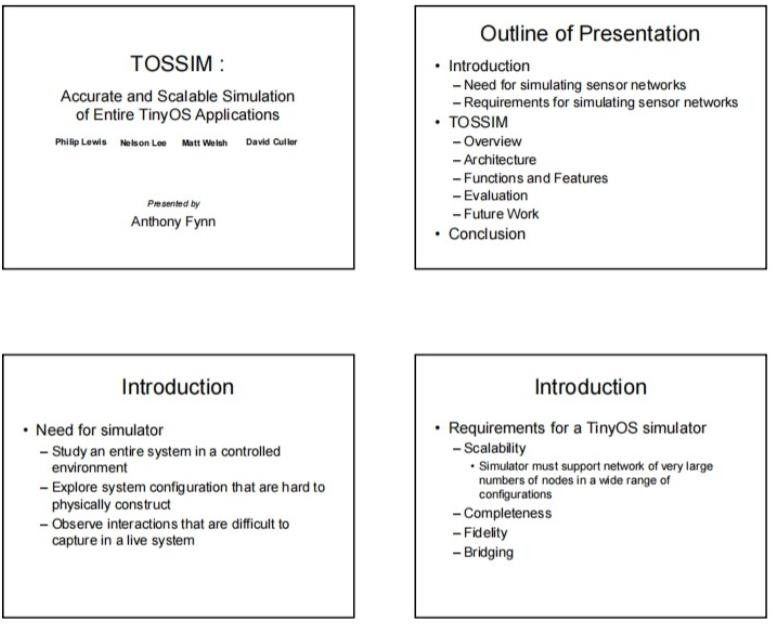 TOSSIM :
Accurate and Scalable Simulation
of Entire TinyOS Applications
Philip Lewis Nelson Lee Matt Welsh David Culler
Presented by
Anthony Fynn
Outline of Presentation
• Introduction
– Need for simulating sensor networks
– Requirements for simulating sensor networks
• TOSSIM
– Overview
– Architecture
– Functions and Features
– Evaluation
– Future Work
• Conclusion
Introduction
• Need for simulator
– Study an entire system in a controlled
environment
– Explore system configuration that are hard to
physically construct
– Observe interactions that are difficult to
capture in a live system
Introduction
• Requirements for a TinyOS simulator
– Scalability
• Simulator must support network of very large
numbers of nodes in a wide range of
configurations
– Completeness
– Fidelity
– Bridging